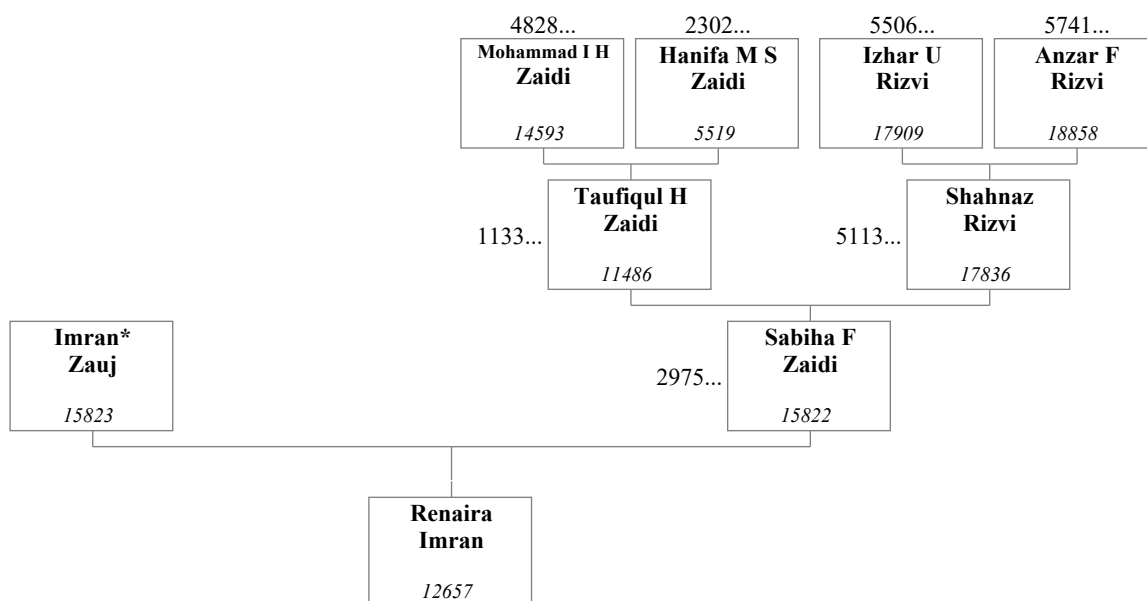 4828...
2302...
5506...
5741...
Mohammad I H
Zaidi
14593
Hanifa M S
Zaidi
5519
Izhar U
Rizvi
17909
Anzar F
Rizvi
18858
1133...
Taufiqul H
Zaidi
11486
5113...
Shahnaz
Rizvi
17836
Imran*
Zauj
15823
2975...
Sabiha F
Zaidi
15822
Renaira
Imran
12657